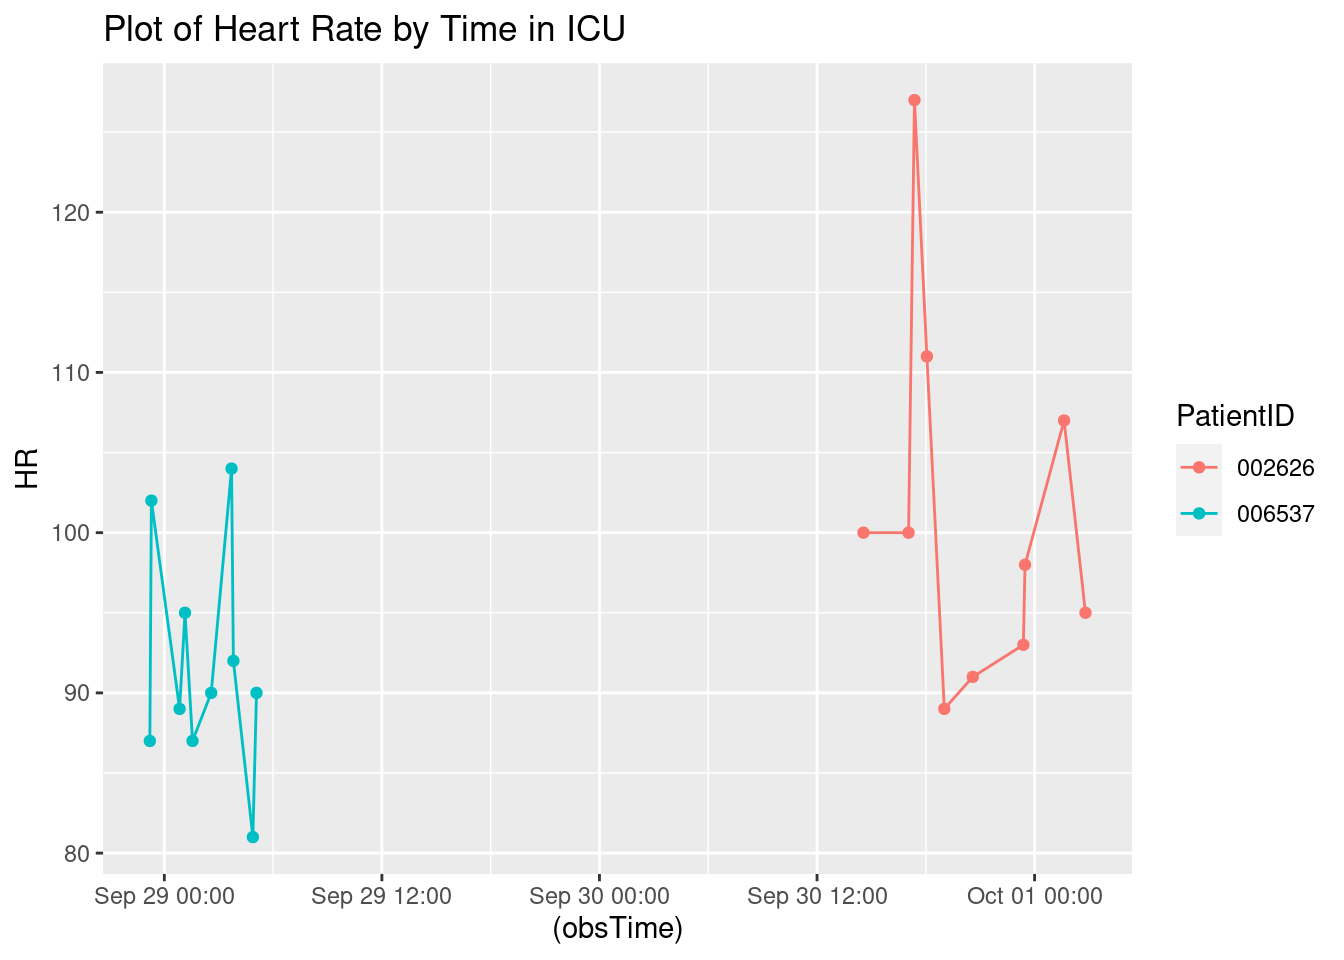 Plot of Heart Rate by Time in ICU
HR
120
110
100
90
80
Sep 29 00:00
Sep 29 12:00
Sep 30 00:00
Sep 30 12:00
Oct 01 00:00
(obsTime)
PatientID
002626
006537